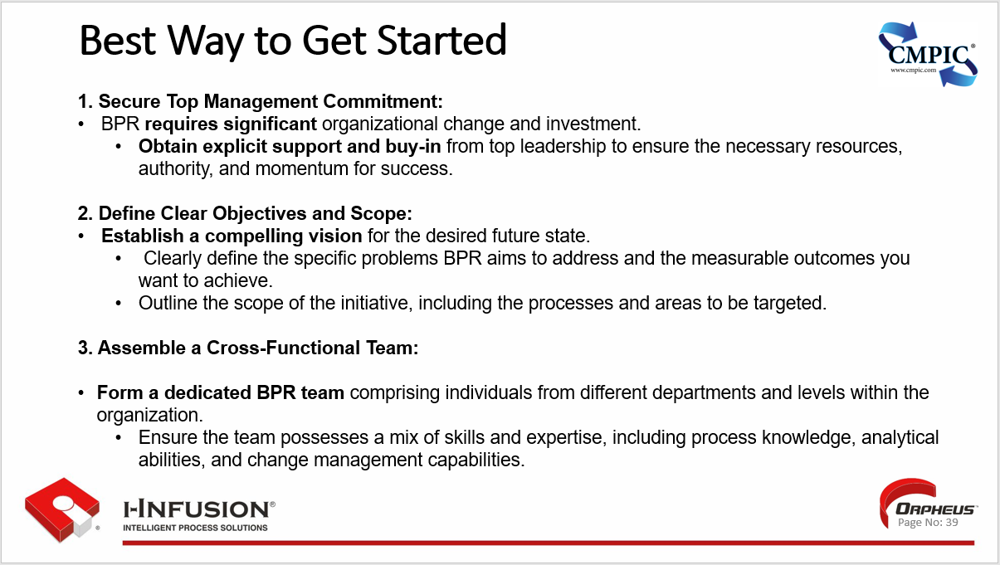 Best Way to Get Started
CMPIC®
www.cmpic.com
1. Secure Top Management Commitment:
• BPR requires significant organizational change and investment.
• Obtain explicit support and buy-in from top leadership to ensure the necessary resources,
authority, and momentum for success.
2. Define Clear Objectives and Scope:
• Establish a compelling vision for the desired future state.
• Clearly define the specific problems BPR aims to address and the measurable outcomes you
want to achieve.
• Outline the scope of the initiative, including the processes and areas to be targeted.
3. Assemble a Cross-Functional Team:
• Form a dedicated BPR team comprising individuals from different departments and levels within the
organization.
• Ensure the team possesses a mix of skills and expertise, including process knowledge, analytical
abilities, and change management capabilities.
®
I-INFUSION®
INTELLIGENT PROCESS SOLUTIONS
ORPHEUS™
Page No: 39